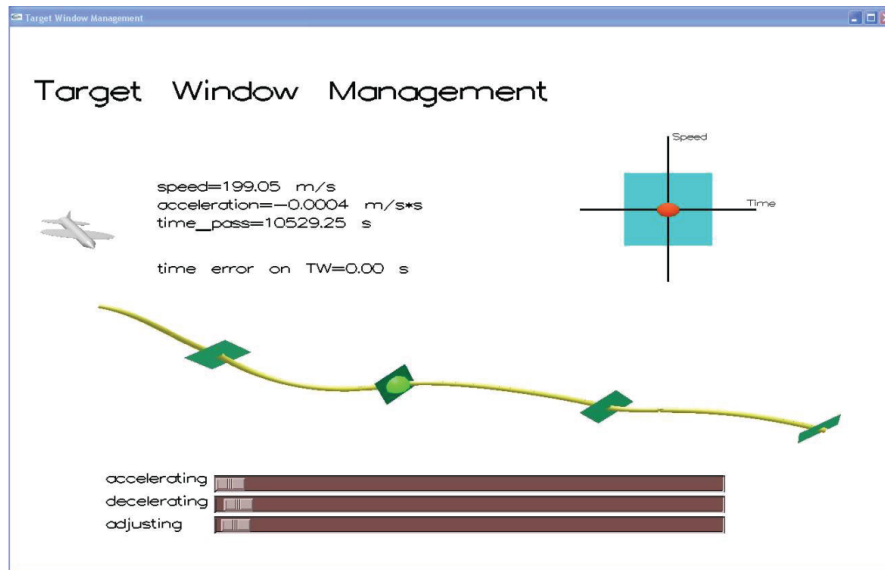 Target Window Management
Target Window Management
Speed
speed=199.05 m/s
acceleration=-0.0004 m/s*s
Time
time_pass=10529.25 s
time error on TW=0.00 s
accelerating
decelerating
adjusting